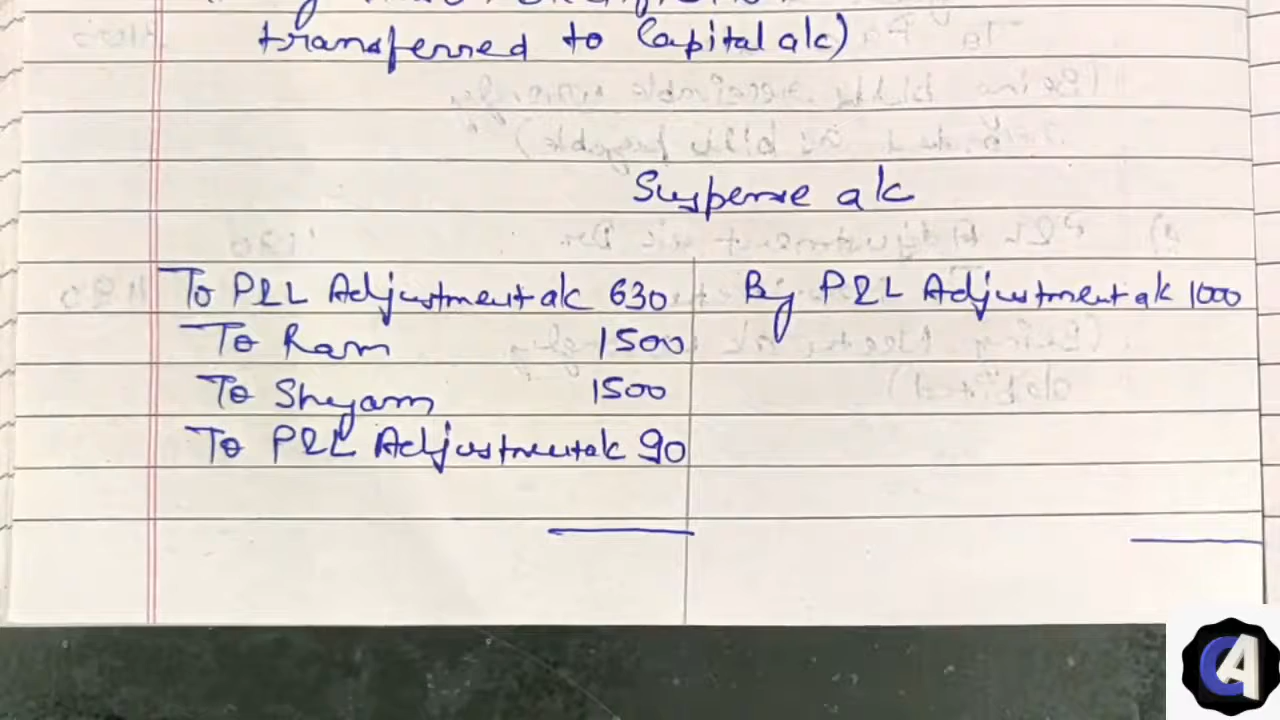 transferred to Capital a/c)
Suspense a/c
To P&L Adjustment a/c 630 By P&L Adjustment a/c 1000
To Ram 1500
To Shyam 1500
To P&L Adjustment a/c 90
CA